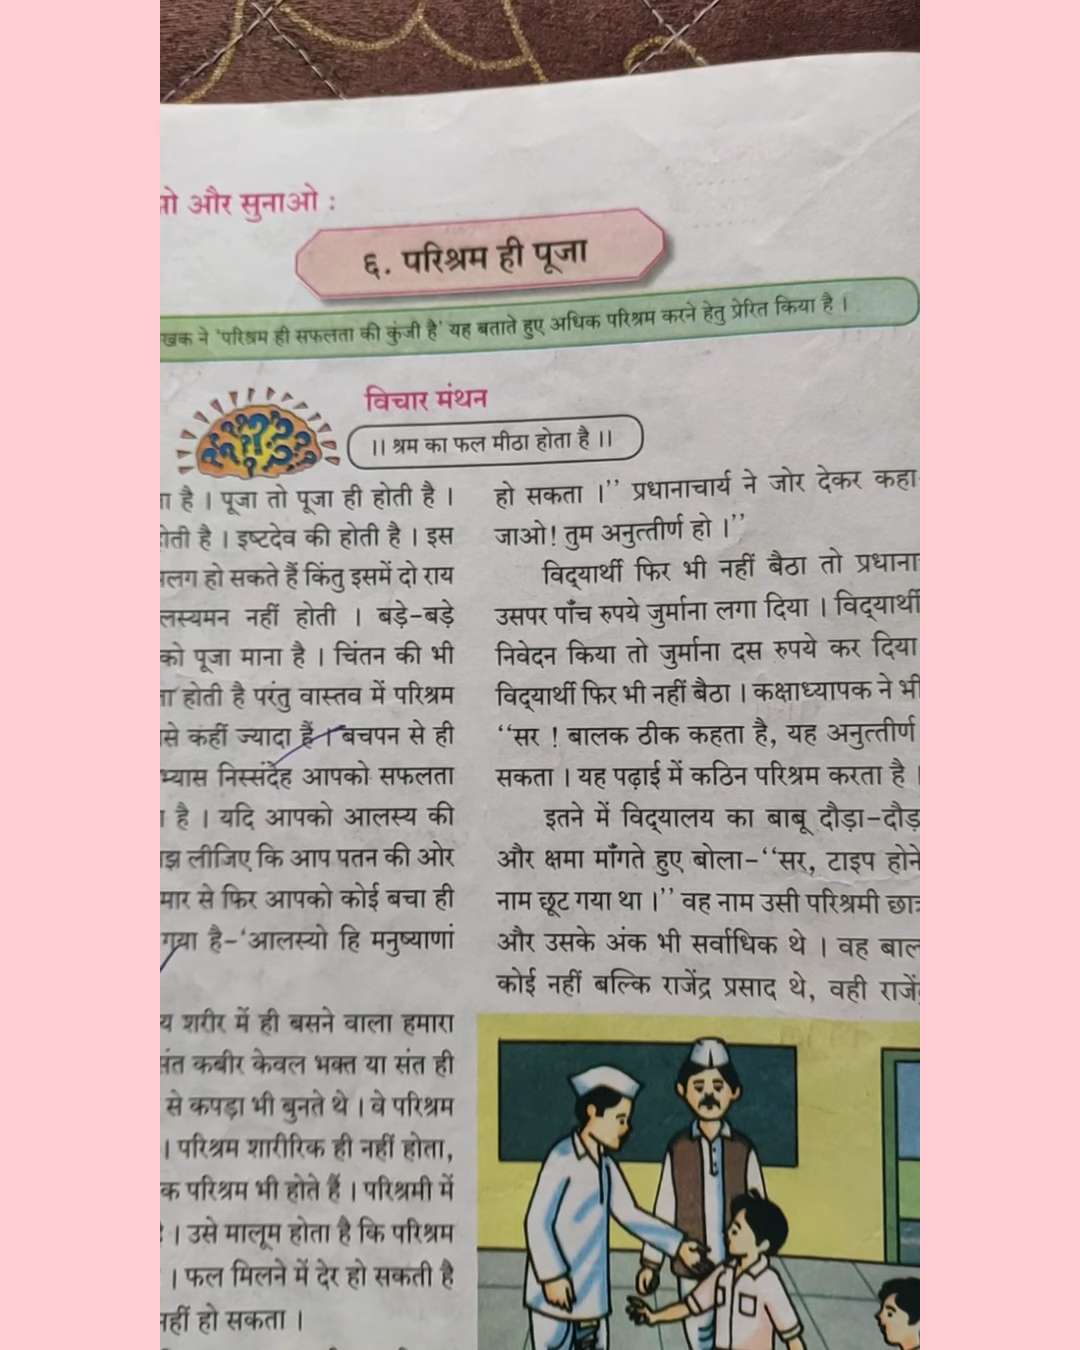 और सुनाओ :
६. परिश्रम ही पूजा
ने 'परिश्रम ही सफलता की कुंजी है' यह बताते हुए अधिक परिश्रम करने हेतु प्रेरित किया है ।
विचार मंथन
।। श्रम का फल मीठा होता है ।।
है । पूजा तो पूजा ही होती है ।
है । इष्टदेव की होती है । इस
हो सकते हैं किंतु इसमें दो राय
नहीं होती । बड़े-बड़े
को पूजा माना है । चिंतन की भी
होती है परंतु वास्तव में परिश्रम
से कहीं ज्यादा हैं । बचपन से ही
निस्संदेह आपको सफलता
है । यदि आपको आलस्य की
लीजिए कि आप पतन की ओर
से फिर आपको कोई बचा ही
गया है-'आलस्यो हि मनुष्याणां
शरीर में ही बसने वाला हमारा
कबीर केवल भक्त या संत ही
से कपड़ा भी बुनते थे । वे परिश्रम
। परिश्रम शारीरिक ही नहीं होता,
परिश्रम भी होते हैं । परिश्रमी में
। उसे मालूम होता है कि परिश्रम
। फल मिलने में देर हो सकती है
हो सकता ।
हो सकता ।'' प्रधानाचार्य ने जोर देकर कहा
जाओ! तुम अनुत्तीर्ण हो ।''
विद्यार्थी फिर भी नहीं बैठा तो
उसपर पाँच रुपये जुर्माना लगा दिया । विद्यार्थी
निवेदन किया तो जुर्माना दस रुपये कर दिया
विद्यार्थी फिर भी नहीं बैठा । कक्षाध्यापक ने भी
''सर ! बालक ठीक कहता है, यह अनुत्तीर्ण
सकता । यह पढ़ाई में कठिन परिश्रम करता है ।
इतने में विद्यालय का बाबू
और क्षमा माँगते हुए बोला-''सर, टाइप होने
नाम छूट गया था ।'' वह नाम उसी परिश्रमी
और उसके अंक भी सर्वाधिक थे । वह
कोई नहीं बल्कि राजेंद्र प्रसाद थे, वही